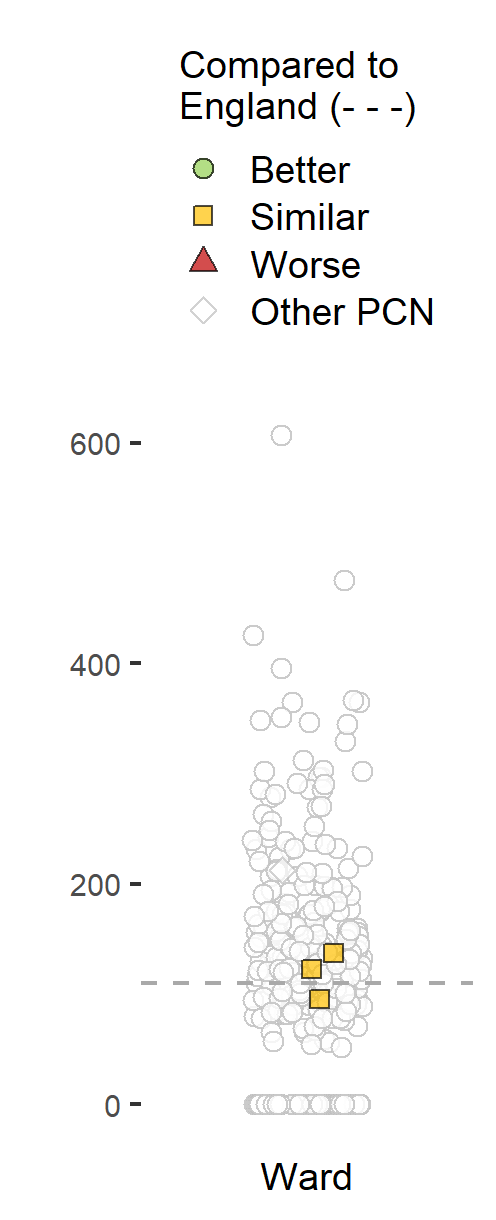 Compared to
England (- - -)
Better
Similar
Worse
Other PCN
600
400
200
0
Ward